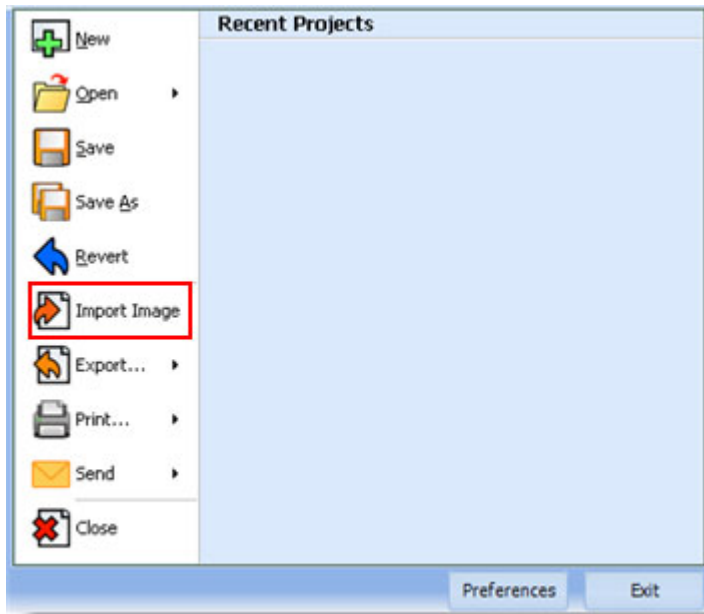 New
Open
Save
Save As
Revert
Import Image
Export...
Print...
Send
Close
Recent Projects
Preferences
Exit